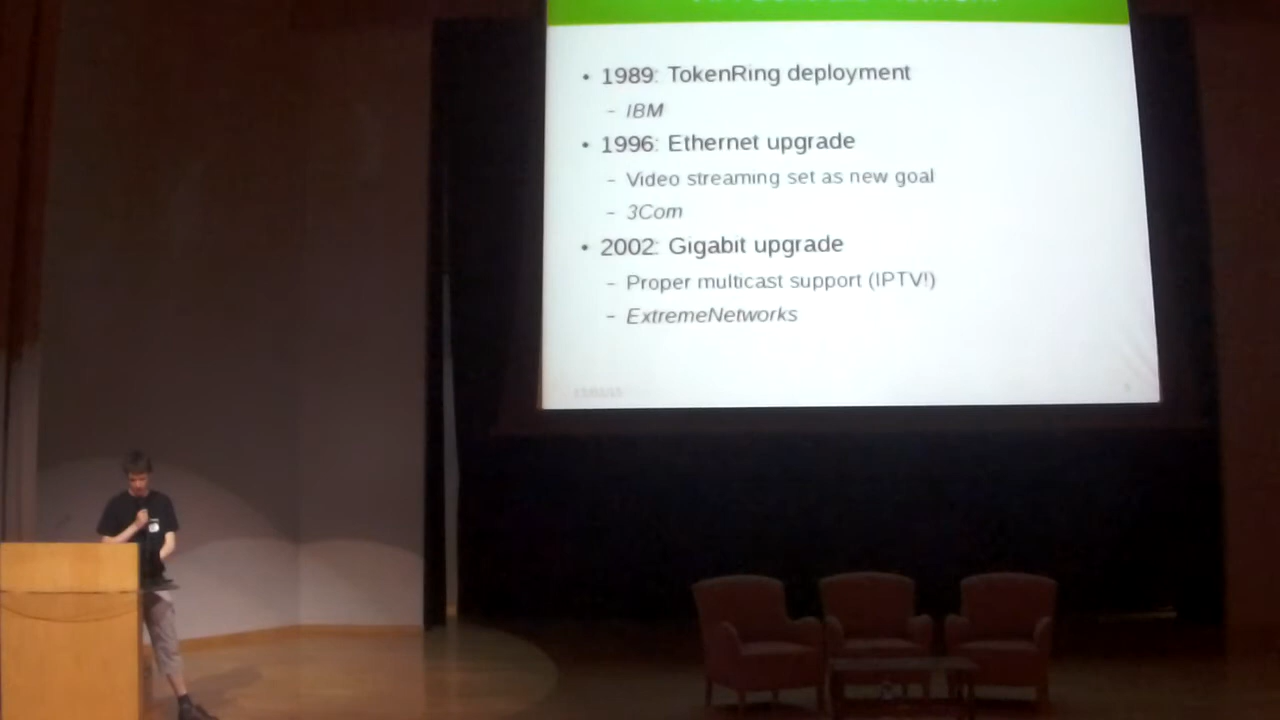 • 1989: TokenRing deployment
– IBM
• 1996: Ethernet upgrade
– Video streaming set as new goal
– 3Com
• 2002: Gigabit upgrade
– Proper multicast support (IPTV!)
– ExtremeNetworks